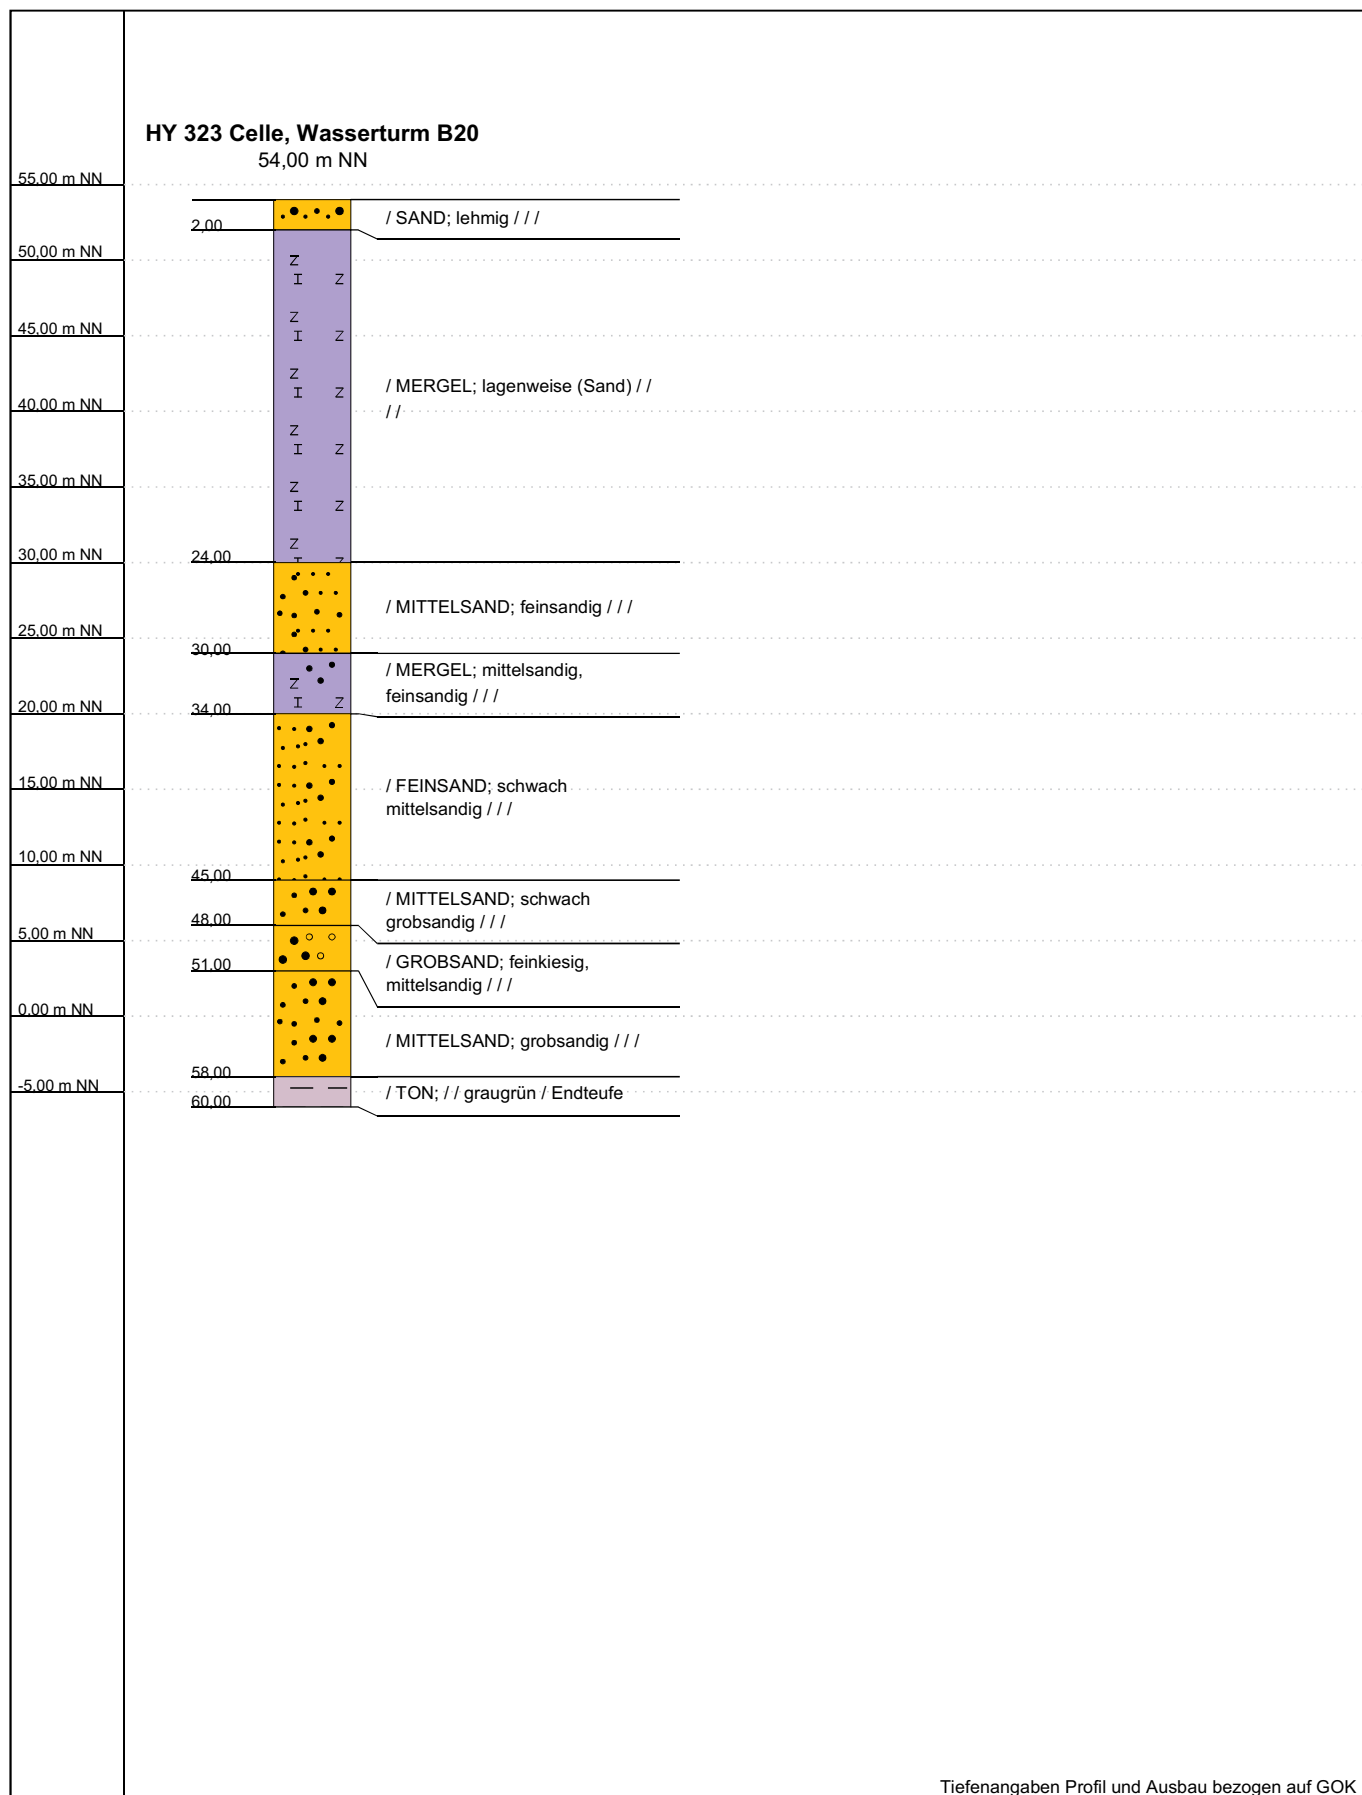 HY 323 Celle, Wasserturm B20
54,00 m NN
55.00 m NN
/ SAND; lehmig / / /
2,00
50,00 m NN
45.00 m NN
/ MERGEL; lagenweise (Sand) / /
/ /
40.00 m NN
35.00 m NN
30,00 m NN
24,00
/ MITTELSAND; feinsandig / / /
25.00 m NN
30,00
/ MERGEL; mittelsandig,
feinsandig / / /
20.00 m NN
34,00
15.00 m NN
/ FEINSAND; schwach
mittelsandig / / /
10,00 m NN
45,00
/ MITTELSAND; schwach
grobsandig / / /
48,00
5,00 m NN
51,00
/ GROBSAND; feinkiesig,
mittelsandig / / /
0.00 m NN
/ MITTELSAND; grobsandig / / /
58,00
-5.00 m NN
/ TON; / / graugrün / Endteufe
60,00
Tiefenangaben Profil und Ausbau bezogen auf GOK